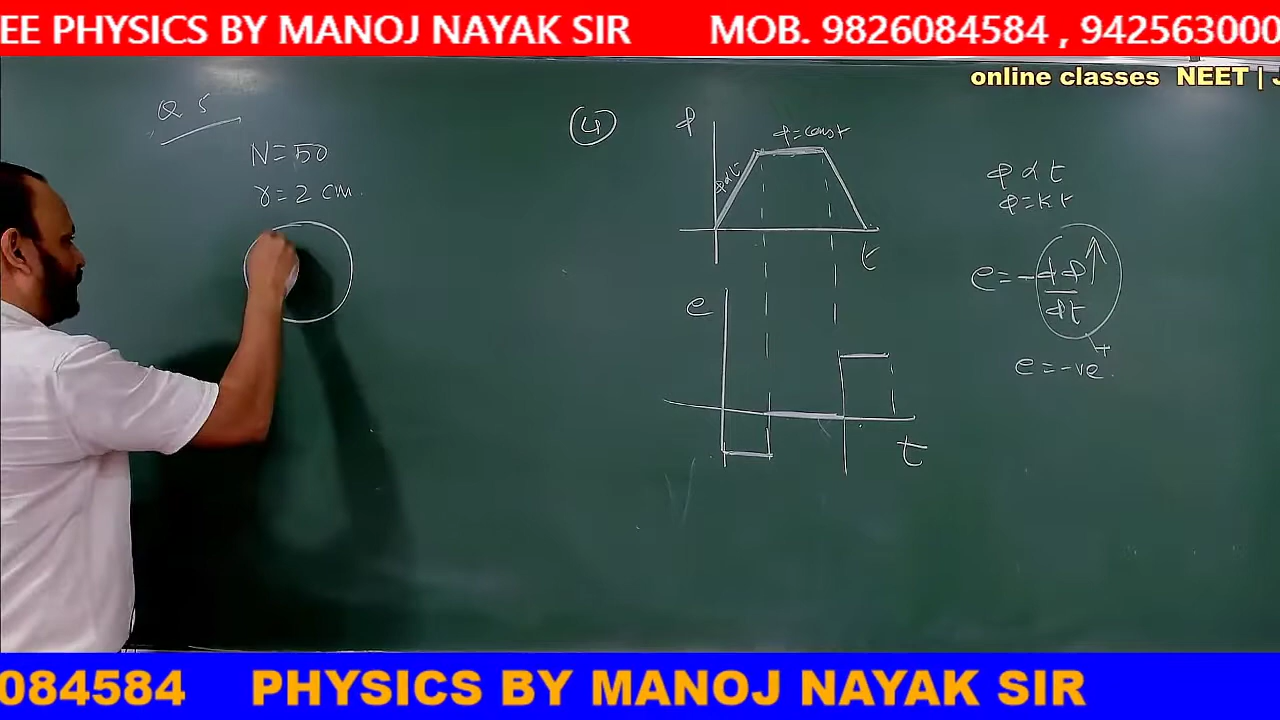 EE PHYSICS BY MANOJ NAYAK SIR MOB. 9826084584 , 942563000
online classes NEET | J
Q 5
N=50
r=2 cm.
4
φ
φ=const
φ α t
t
e
t
φ α t
φ=kt
e=-dφ↑/dt
+
e=-ve.
084584 PHYSICS BY MANOJ NAYAK SIR